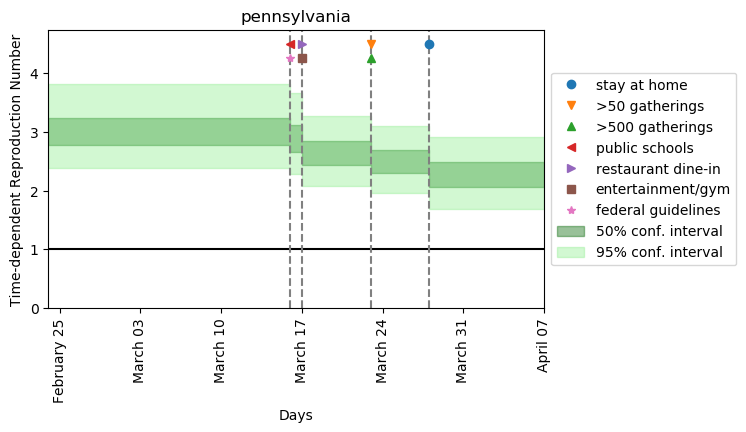 pennsylvania
Time-dependent Reproduction Number
4
3
2
1
0
February 25
March 03
March 10
March 17
March 24
March 31
April 07
Days
stay at home
>50 gatherings
>500 gatherings
public schools
restaurant dine-in
entertainment/gym
federal guidelines
50% conf. interval
95% conf. interval